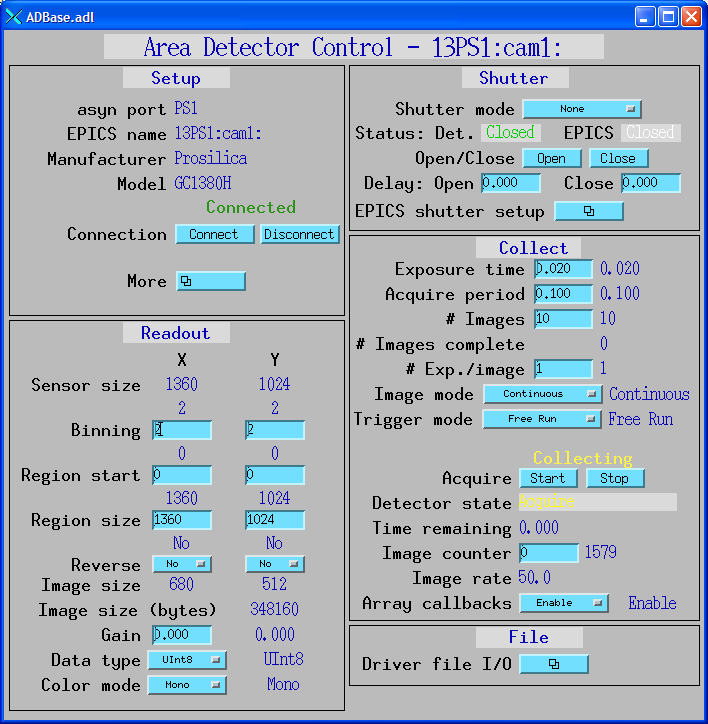 ADBase.adl
Area Detector Control - 13PS1:cam1:
Setup
asyn port PS1
EPICS name 13PS1:cam1:
Manufacturer Prosilica
Model GC1380H
Connected
Connection Connect Disconnect
More
Readout
X Y
Sensor size 1360 1024
2 2
Binning 2 2
0 0
Region start 0 0
1360 1024
Region size 1360 1024
No No
Reverse No No
Image size 680 512
Image size (bytes) 348160
Gain 0.000 0.000
Data type UInt8 UInt8
Color mode Mono Mono
Shutter
Shutter mode None
Status: Det. Closed EPICS Closed
Open/Close Open Close
Delay: Open 0.000 Close 0.000
EPICS shutter setup
Collect
Exposure time 0.020 0.020
Acquire period 0.100 0.100
# Images 10 10
# Images complete 0
# Exp./image 1 1
Image mode Continuous Continuous
Trigger mode Free Run Free Run
Collecting
Acquire Start Stop
Detector state Acquire
Time remaining 0.000
Image counter 0 1579
Image rate 50.0
Array callbacks Enable Enable
File
Driver file I/O